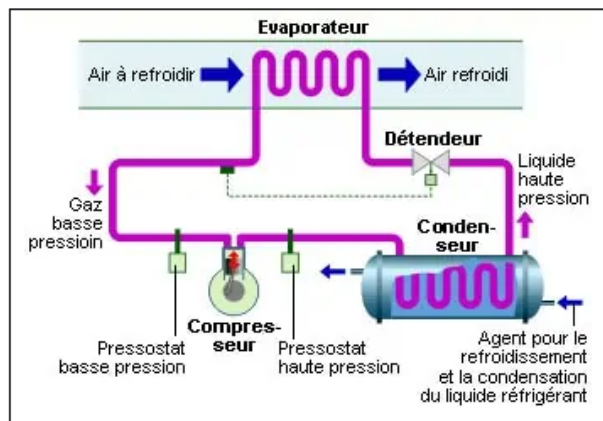 Evaporateur
Air à refroidir
Air refroidi
Détendeur
Liquide
haute
pression
Gaz
basse
pressioin
Conden-
seur
Compres-
seur
Pressostat
basse pression
Pressostat
haute pression
Agent pour le
refroidissement
et la condensation
du liquide réfrigérant